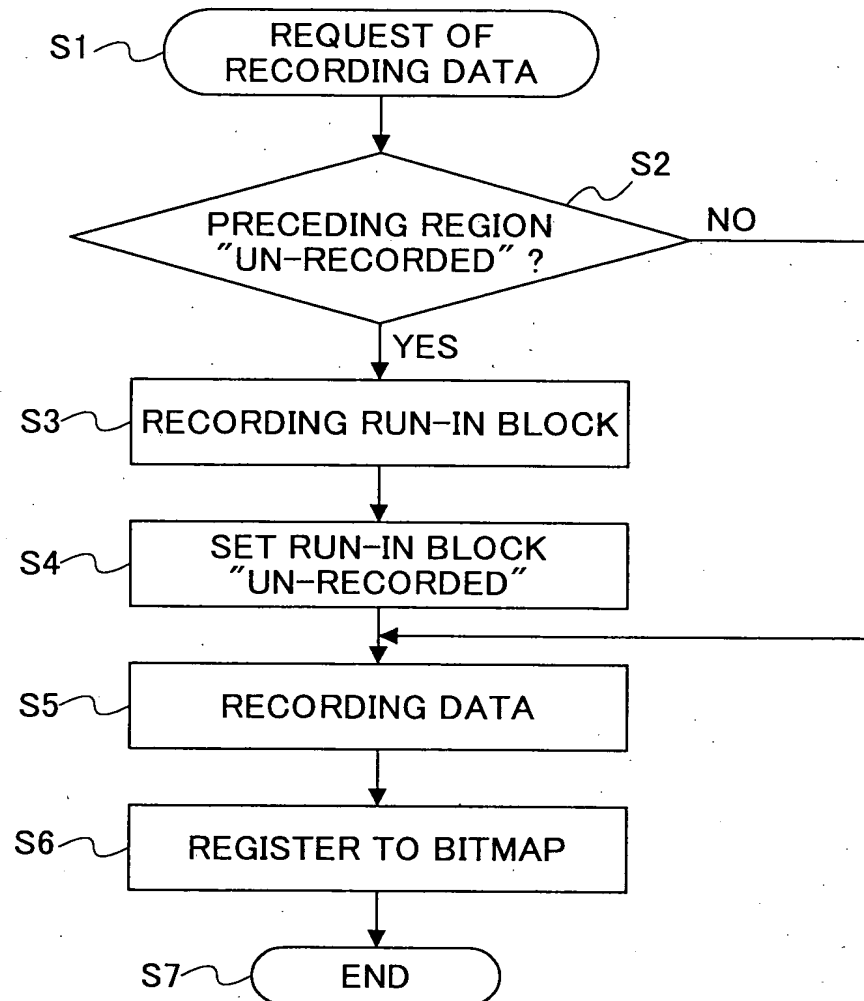 S1
REQUEST OF
RECORDING DATA
S2
PRECEDING REGION
"UN-RECORDED" ?
NO
YES
S3
RECORDING RUN-IN BLOCK
S4
SET RUN-IN BLOCK
"UN-RECORDED"
S5
RECORDING DATA
S6
REGISTER TO BITMAP
S7
END